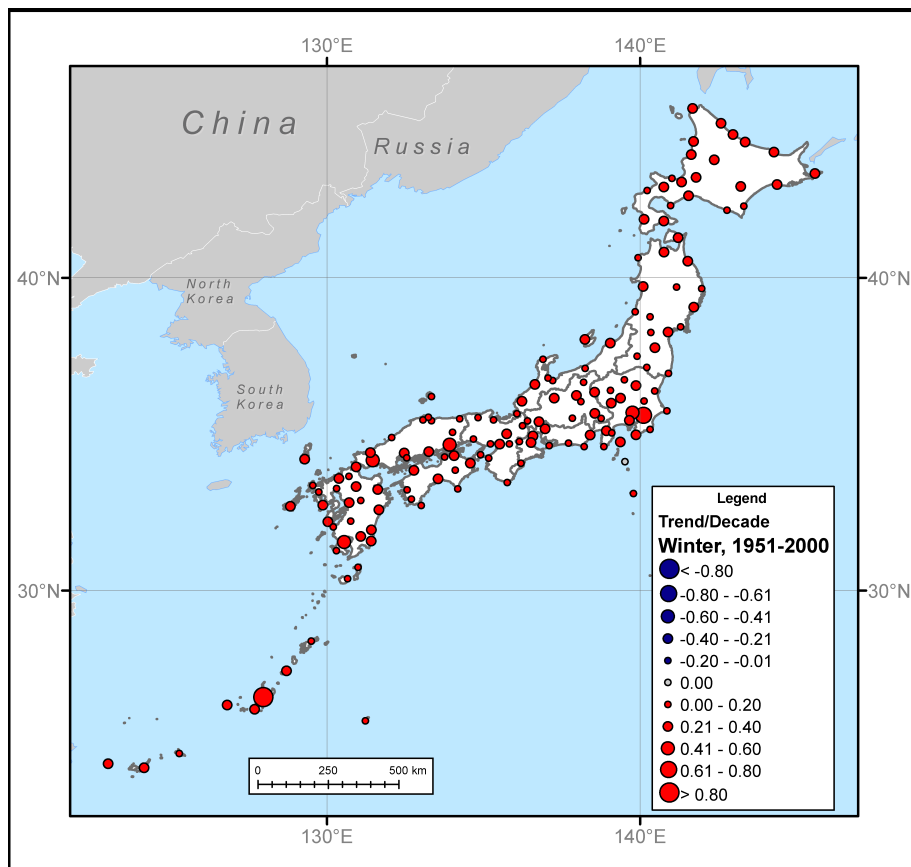 130°E
140°E
China
Russia
40°N
40°N
North
Korea
South
Korea
30°N
30°N
Legend
Trend/Decade
Winter, 1951-2000
< -0.80
-0.80 - -0.61
-0.60 - -0.41
-0.40 - -0.21
-0.20 - -0.01
0.00
0.00 - 0.20
0.21 - 0.40
0.41 - 0.60
0.61 - 0.80
> 0.80
0 250 500 km
130°E
140°E